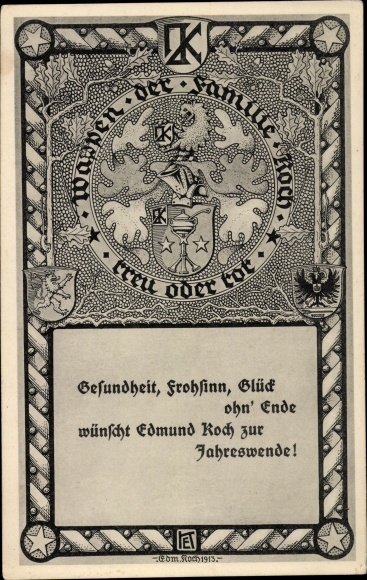 Wappen · der · Familie · Koch ·
treu oder tot ·
Gesundheit, Frohsinn, Glück
ohn' Ende
wünscht Edmund Koch zur
Jahreswende!
Edm. Koch 1913.